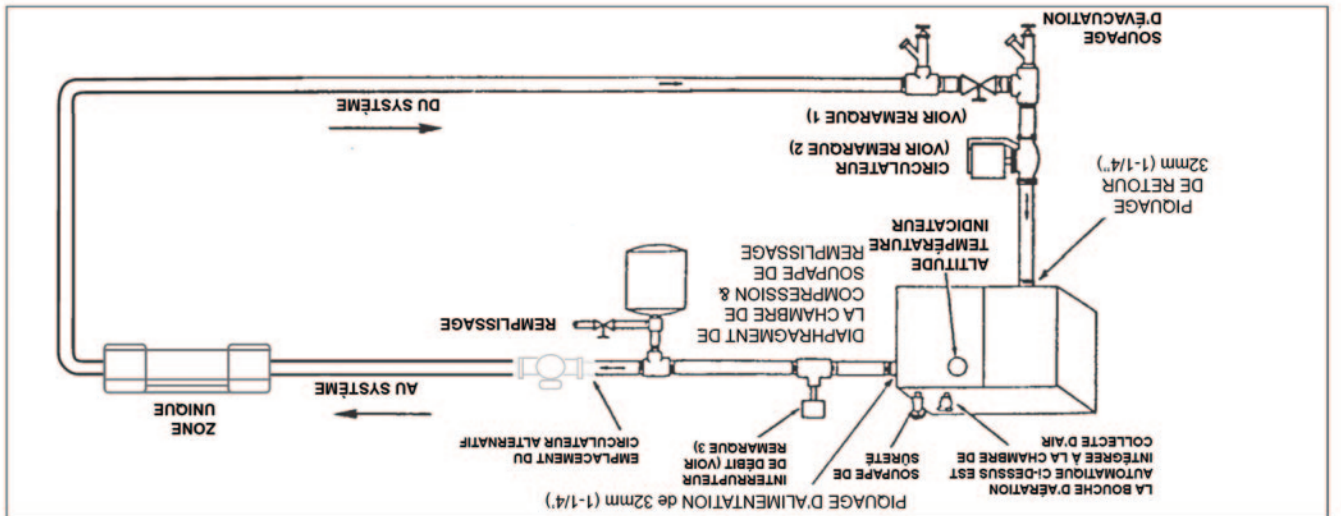 PIQUAGE D'ALIMENTATION de 32mm (1-1/4')
LA BOUCHE D'AÉRATION
AUTOMATIQUE CI-DESSUS EST
INTÉGRÉE À LA CHAMBRE DE
COLLECTE D'AIR
SOUPAPE DE
SÛRETÉ
INTERRUPTEUR
DE DÉBIT (VOIR
REMARQUE 3)
EMPLACEMENT DU
CIRCULATEUR ALTERNATIF
ZONE
UNIQUE
AU SYSTÈME
DIAPHRAGMENT DE
LA CHAMBRE DE
COMPRESSION &
SOUPAPE DE
REMPLISSAGE
REMPLISSAGE
ALTITUDE
TEMPÉRATURE
INDICATEUR
PIQUAGE
DE RETOUR
32mm (1-1/4")
CIRCULATEUR
(VOIR REMARQUE 2)
(VOIR REMARQUE 1)
DU SYSTÈME
SOUPAGE
D'ÉVACUATION